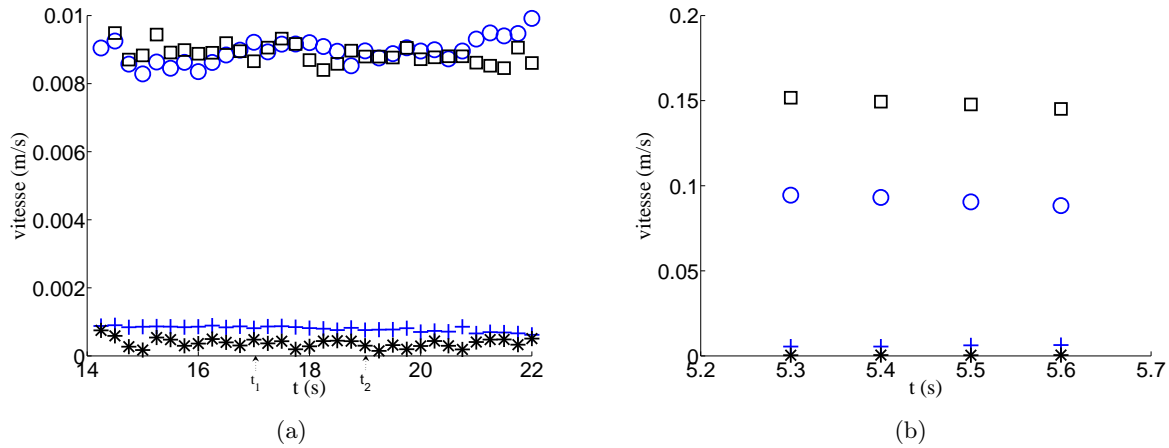 0.01
0.008
0.006
0.004
0.002
0
vitesse (m/s)
14
16
18
20
22
t₁
t (s)
t₂
(a)
0.2
0.15
0.1
0.05
0
vitesse (m/s)
5.2
5.3
5.4
5.5
5.6
5.7
t (s)
(b)